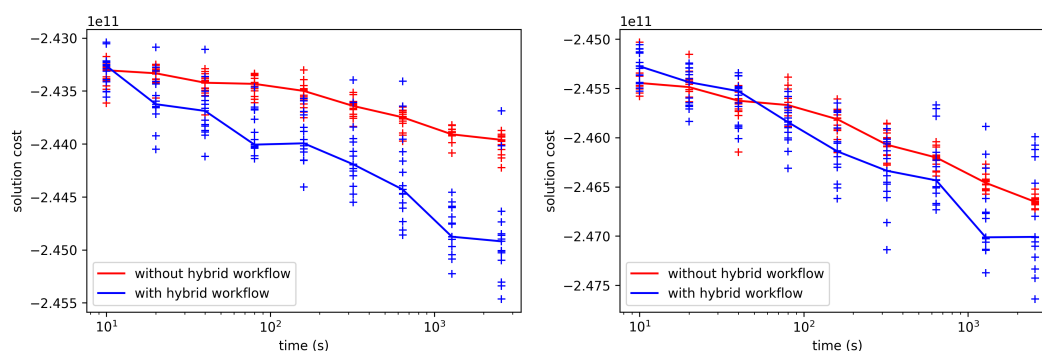 1e11
−2.430
−2.435
−2.440
−2.445
−2.450
−2.455
solution cost
without hybrid workflow
with hybrid workflow
10¹
10²
10³
time (s)
1e11
−2.450
−2.455
−2.460
−2.465
−2.470
−2.475
solution cost
without hybrid workflow
with hybrid workflow
10¹
10²
10³
time (s)